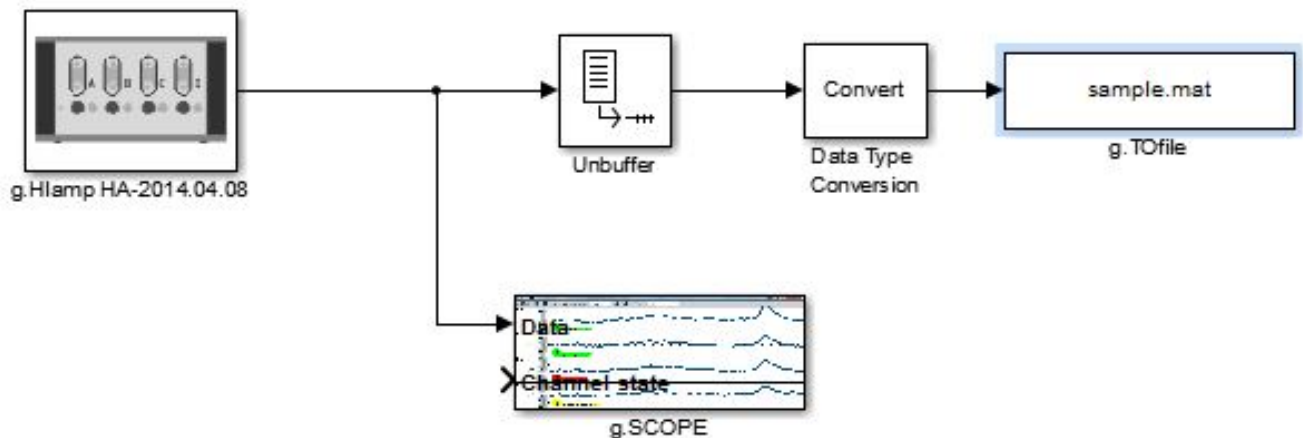 A B C I
g.HIamp HA-2014.04.08
Unbuffer
Convert
Data Type
Conversion
sample.mat
g.TOfile
Data
Channel state
g.SCOPE